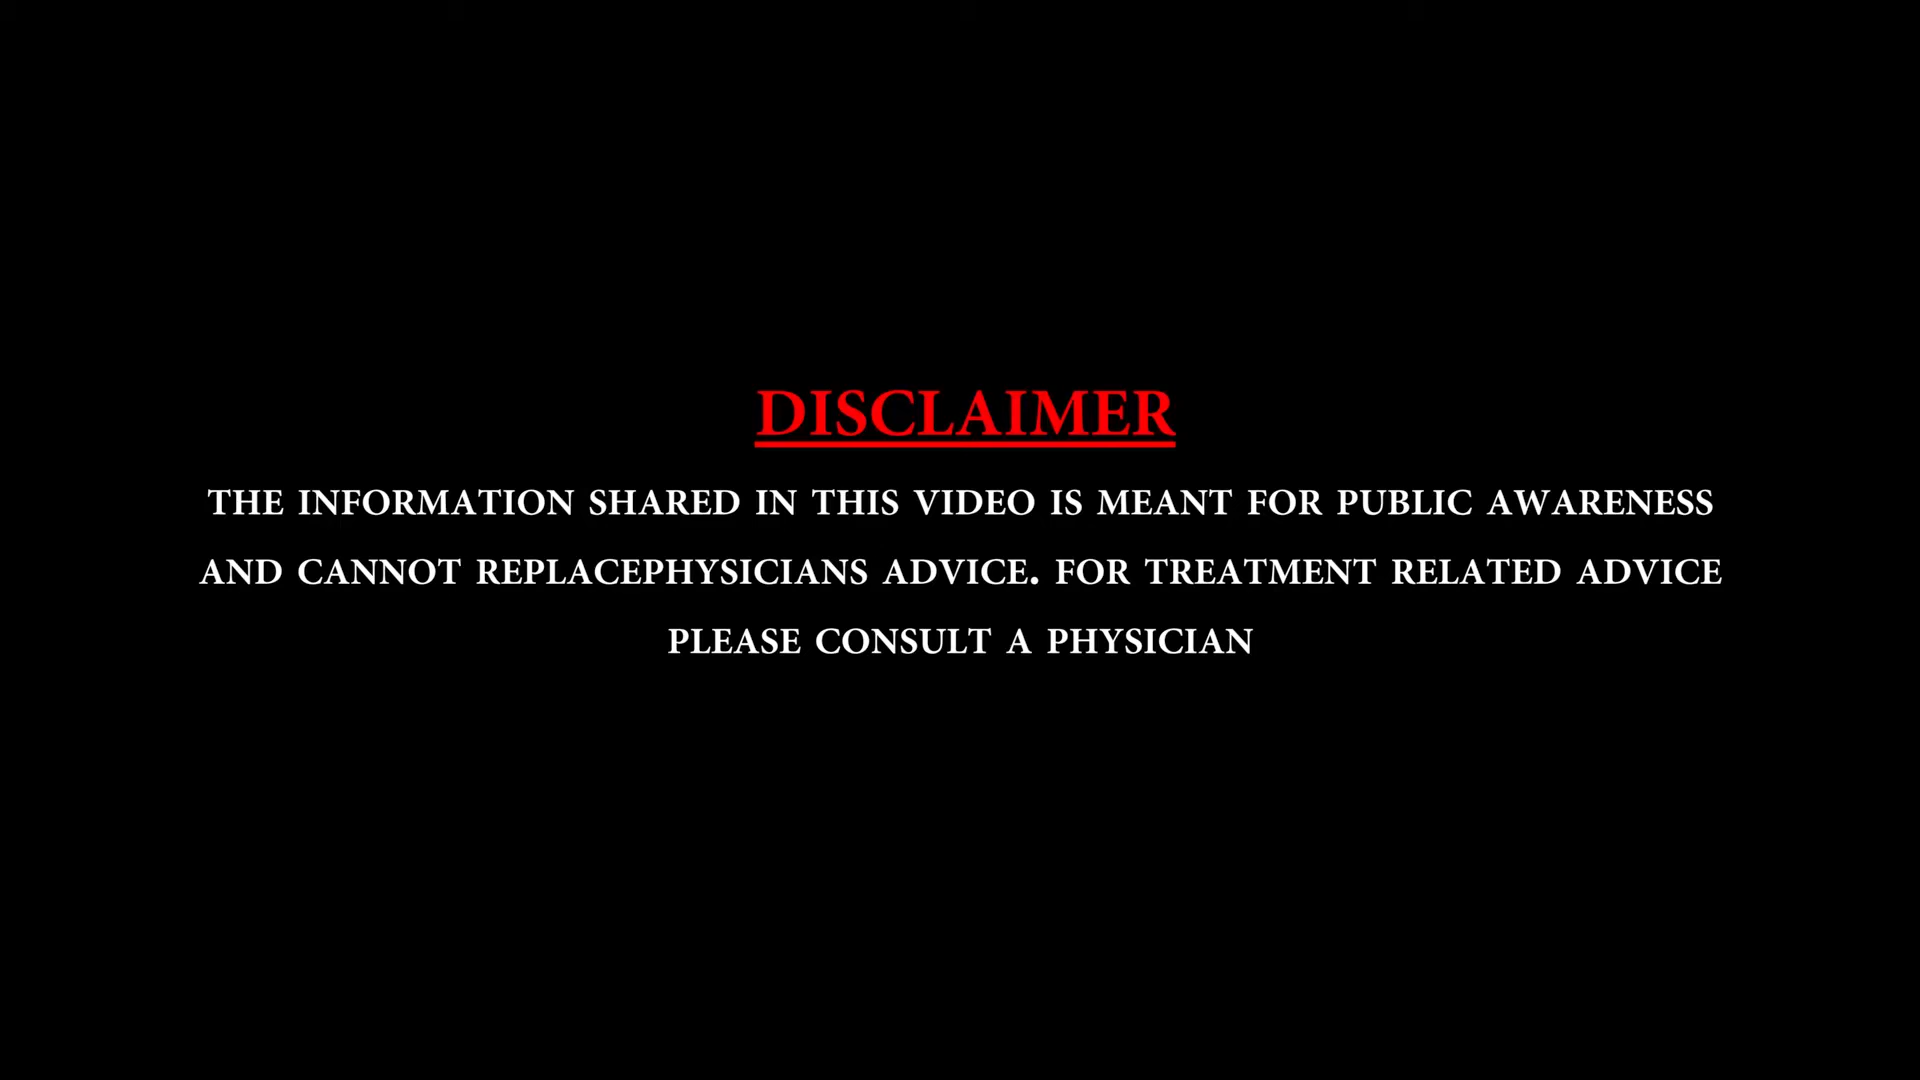 DISCLAIMER
THE INFORMATION SHARED IN THIS VIDEO IS MEANT FOR PUBLIC AWARENESS
AND CANNOT REPLACEPHYSICIANS ADVICE. FOR TREATMENT RELATED ADVICE
PLEASE CONSULT A PHYSICIAN